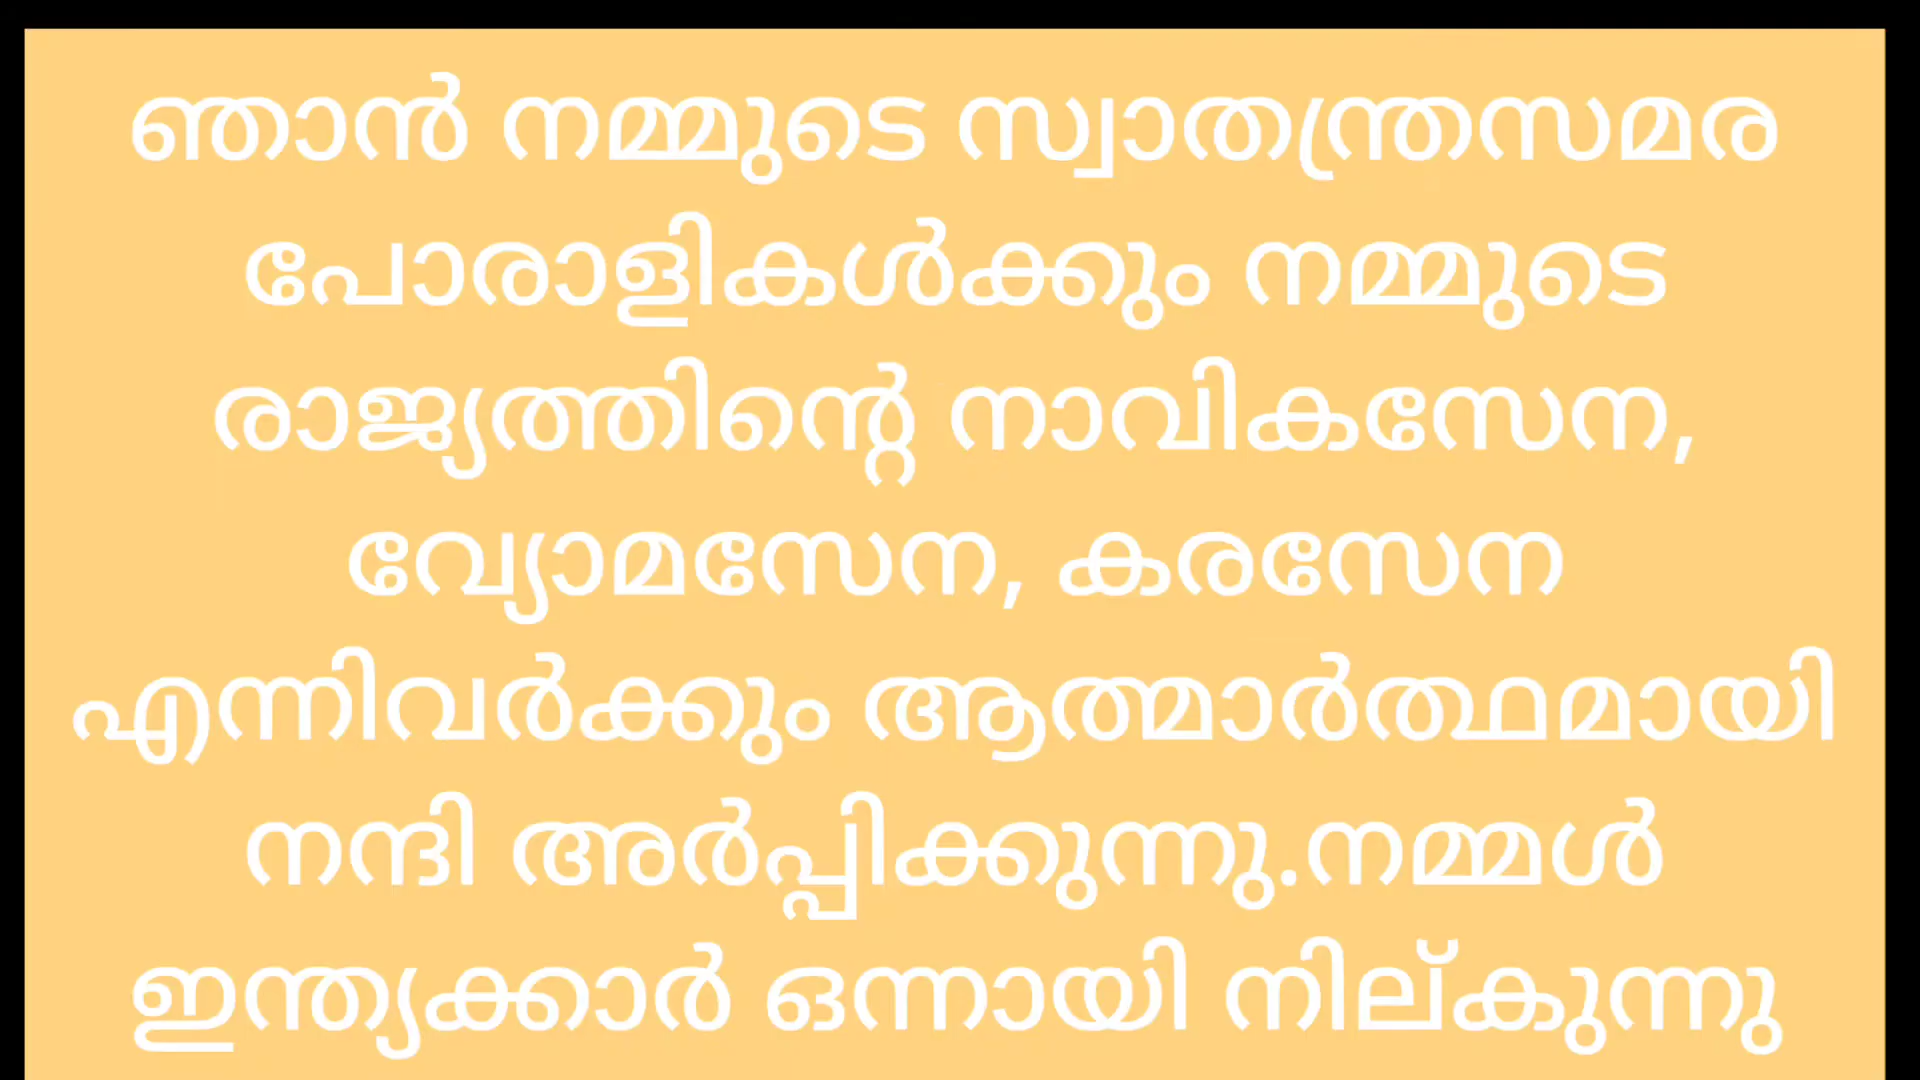 ഞാൻ നമ്മുടെ സ്വാതന്ത്രസമര
പോരാളികൾക്കും നമ്മുടെ
രാജ്യത്തിന്റെ നാവികസേന,
വ്യോമസേന, കരസേന
എന്നിവർക്കും ആത്മാർത്ഥമായി
നന്ദി അർപ്പിക്കുന്നു.നമ്മൾ
ഇന്ത്യക്കാർ ഒന്നായി നില്കുന്നു